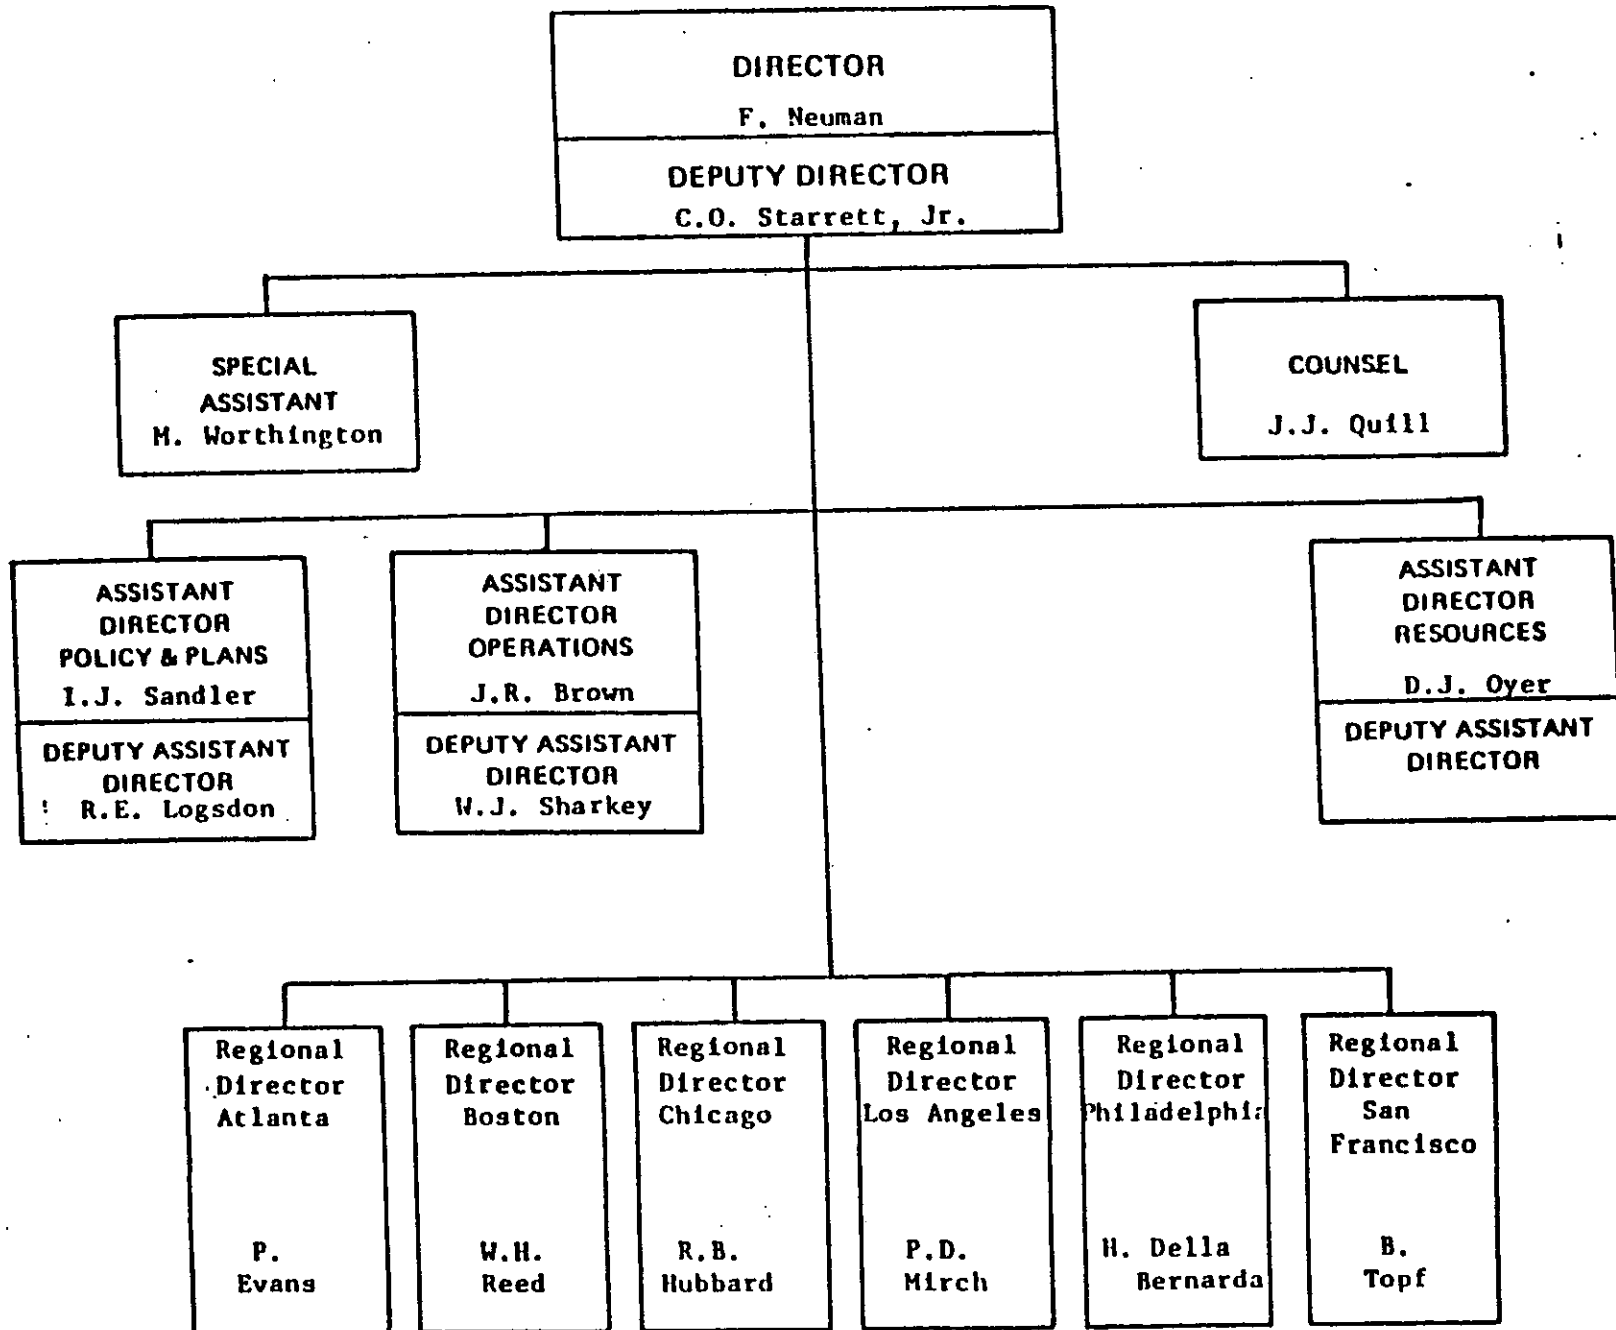 DIRECTOR
F. Neuman
DEPUTY DIRECTOR
C.O. Starrett, Jr.
SPECIAL
ASSISTANT
M. Worthington
COUNSEL
J.J. Quill
ASSISTANT
DIRECTOR
POLICY & PLANS
I.J. Sandler
DEPUTY ASSISTANT
DIRECTOR
R.E. Logsdon
ASSISTANT
DIRECTOR
OPERATIONS
J.R. Brown
DEPUTY ASSISTANT
DIRECTOR
W.J. Sharkey
ASSISTANT
DIRECTOR
RESOURCES
D.J. Oyer
DEPUTY ASSISTANT
DIRECTOR
Regional
Director
Atlanta
P.
Evans
Regional
Director
Boston
W.H.
Reed
Regional
Director
Chicago
R.B.
Hubbard
Regional
Director
Los Angeles
P.D.
Mirch
Regional
Director
Philadelphia
H. Della
Bernarda
Regional
Director
San
Francisco
B.
Topf